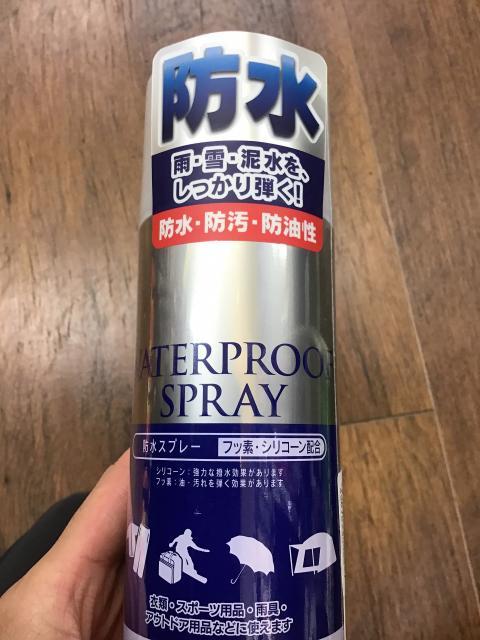 防水
雨・雪・泥水を、
しっかり弾く!
防水・防汚・防油性
WATERPROOF
SPRAY
防水スプレー フッ素・シリコーン配合
シリコーン:強力な撥水効果があります
フッ素:油・汚れを弾く効果があります
衣類・スポーツ用品・雨具・
アウトドア用品などに使えます